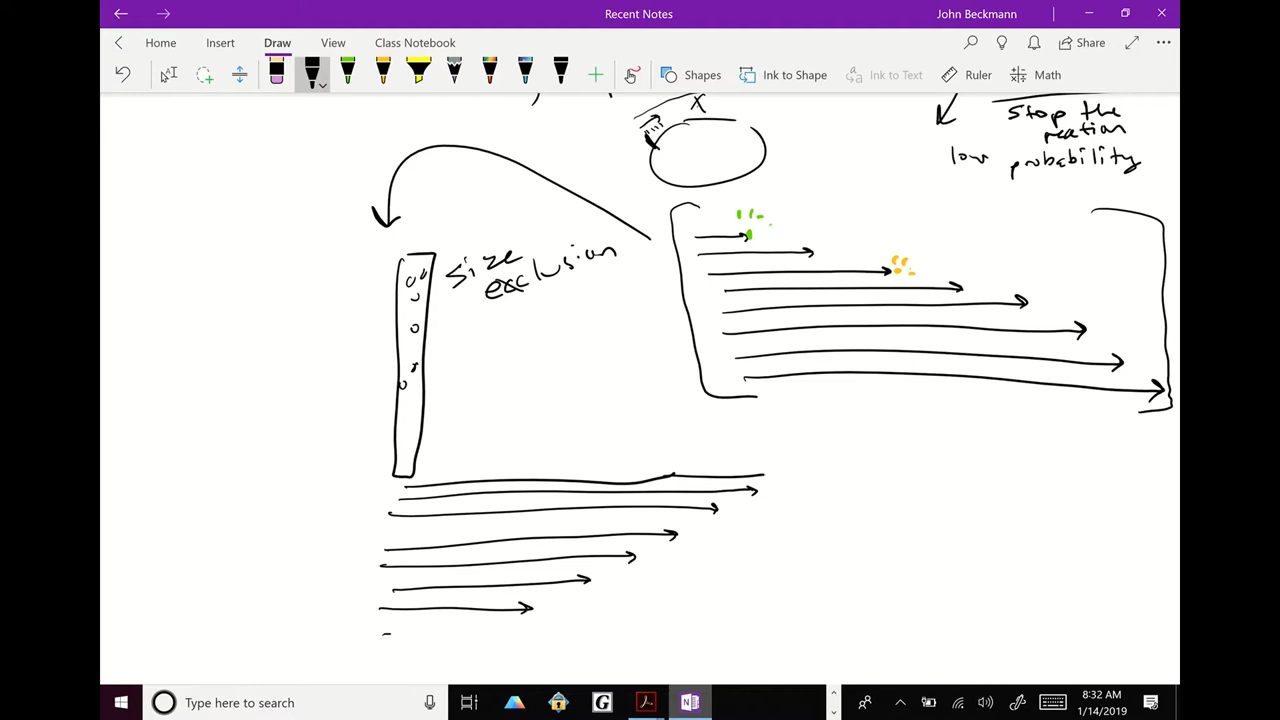 Recent Notes
John Beckmann
Home
Insert
Draw
View
Class Notebook
Share
Shapes
Ink to Shape
Ink to Text
Ruler
Math
X
Stop the
reation
low probability
size
exclusion
Type here to search
8:32 AM
1/14/2019